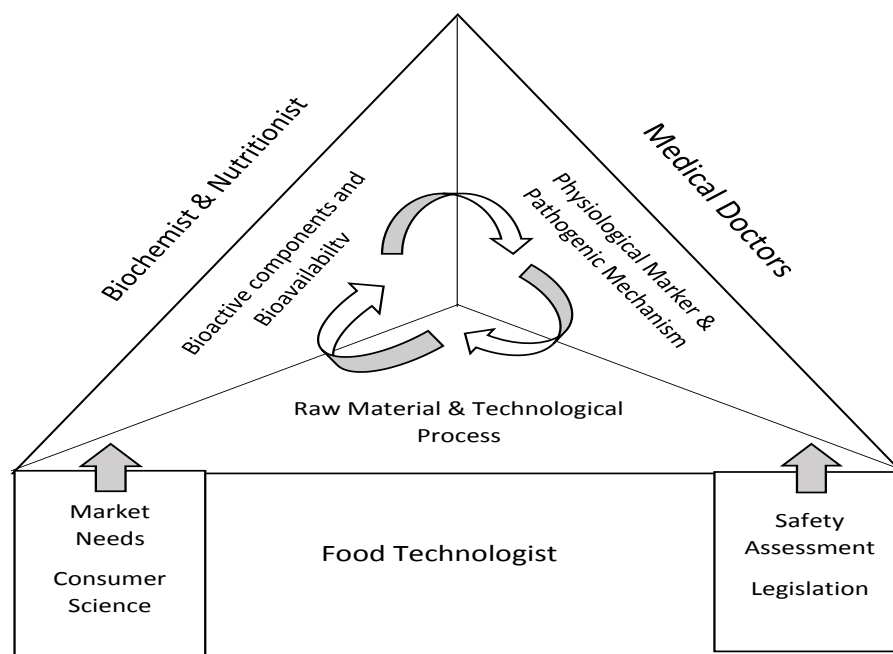 Biochemist & Nutritionist
Bioactive components and
Bioavailability
Medical Doctors
Physiological Marker &
Pathogenic Mechanism
Raw Material & Technological
Process
Market
Needs
Consumer
Science
Food Technologist
Safety
Assessment
Legislation